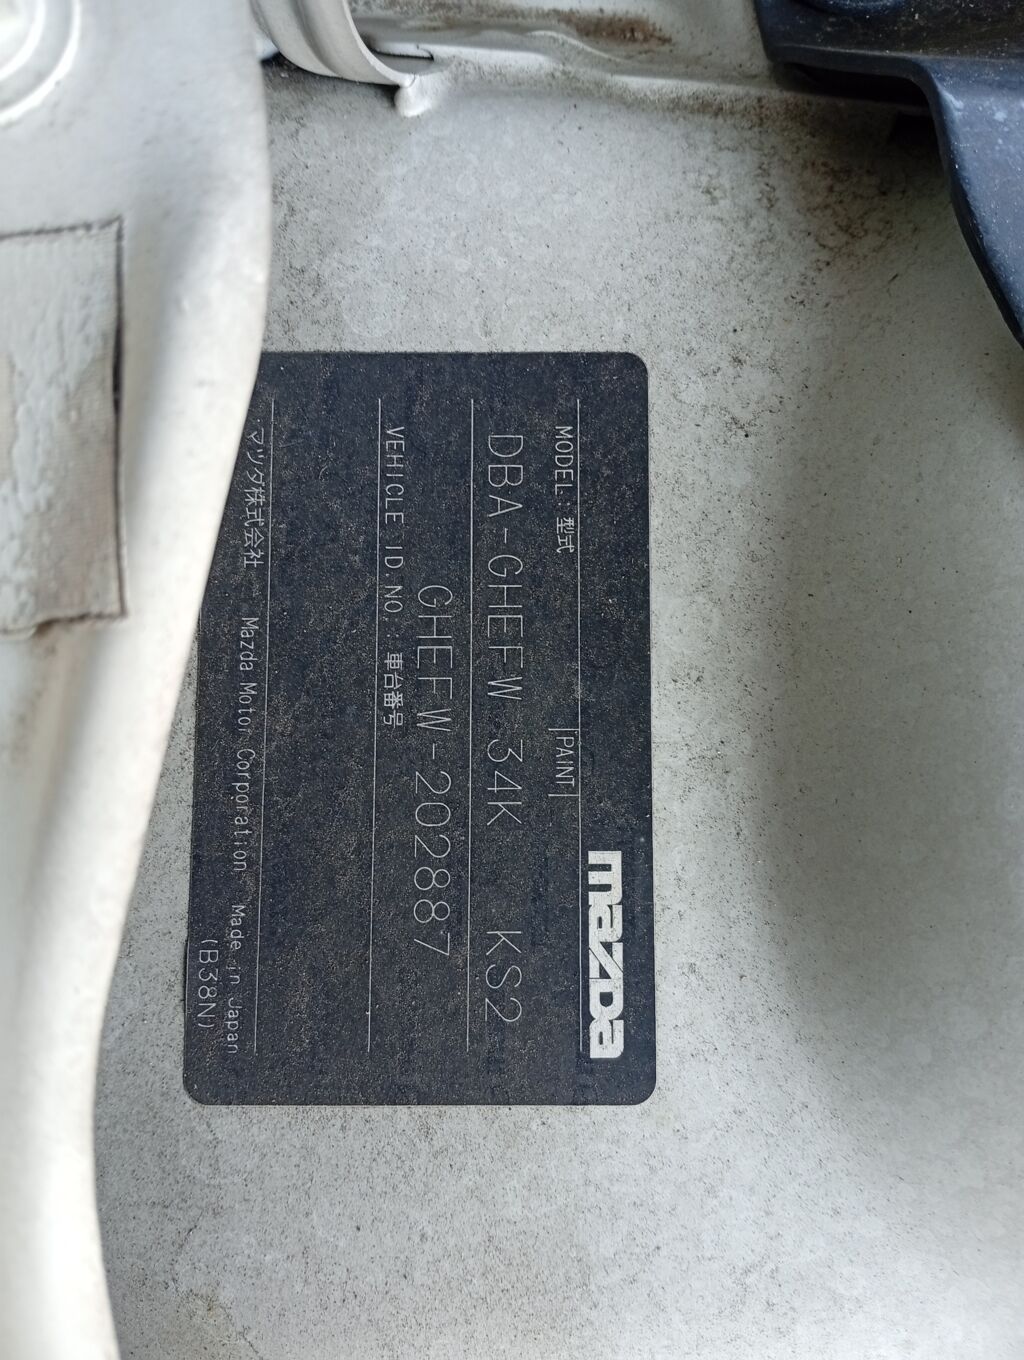 mazda
MODEL:型式 PAINT
DBA-GHEFW 34K KS2
GHEFW-202887
VEHICLE ID.NO.:車台番号
マツダ株式会社 Mazda Motor Corporation Made in Japan
(B38N)